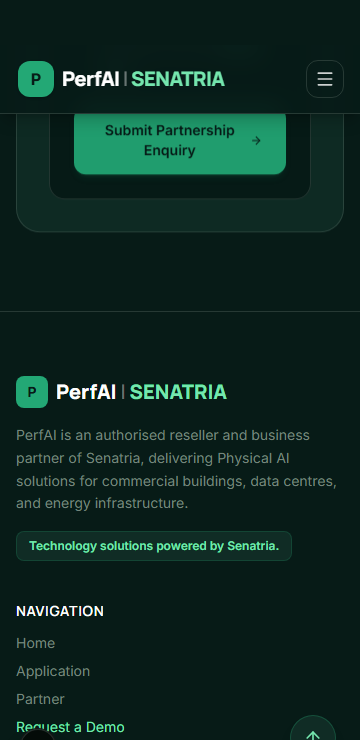 P PerfAI | SENATRIA
Submit Partnership
Enquiry
P PerfAI | SENATRIA
PerfAI is an authorised reseller and business
partner of Senatria, delivering Physical AI
solutions for commercial buildings, data centres,
and energy infrastructure.
Technology solutions powered by Senatria.
NAVIGATION
Home
Application
Partner
Request a Demo